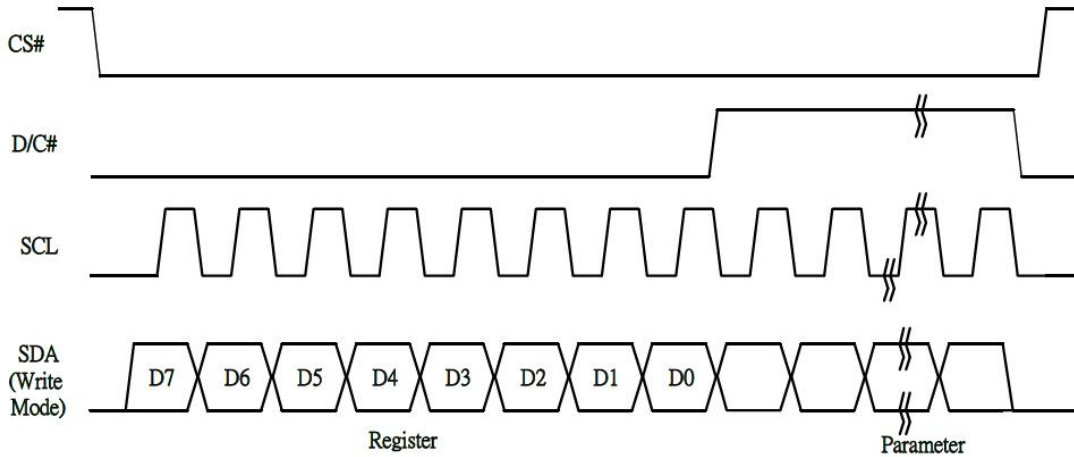 CS#
D/C#
SCL
SDA
(Write
Mode)
D7 D6 D5 D4 D3 D2 D1 D0
Register
Parameter